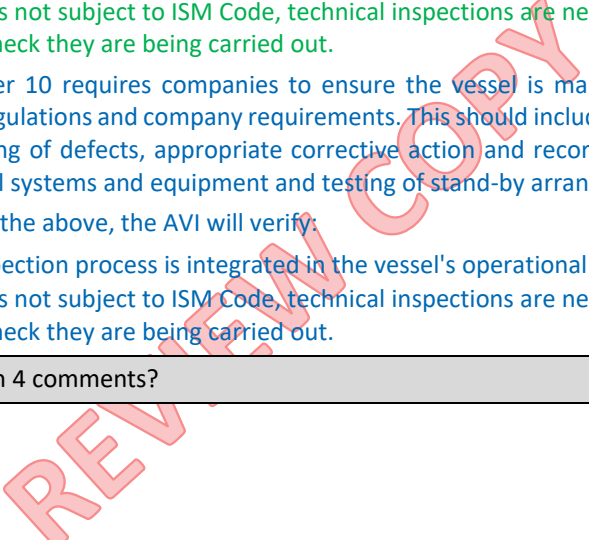 s not subject to ISM Code, technical inspections are ne
neck they are being carried out.
er 10 requires companies to ensure the vessel is ma
gulations and company requirements. This should includ
ng of defects, appropriate corrective action and recor
l systems and equipment and testing of stand-by arran
the above, the AVI will verify:
pection process is integrated in the vessel's operational
s not subject to ISM Code, technical inspections are ne
neck they are being carried out.
n 4 comments?
REVIEW COPY